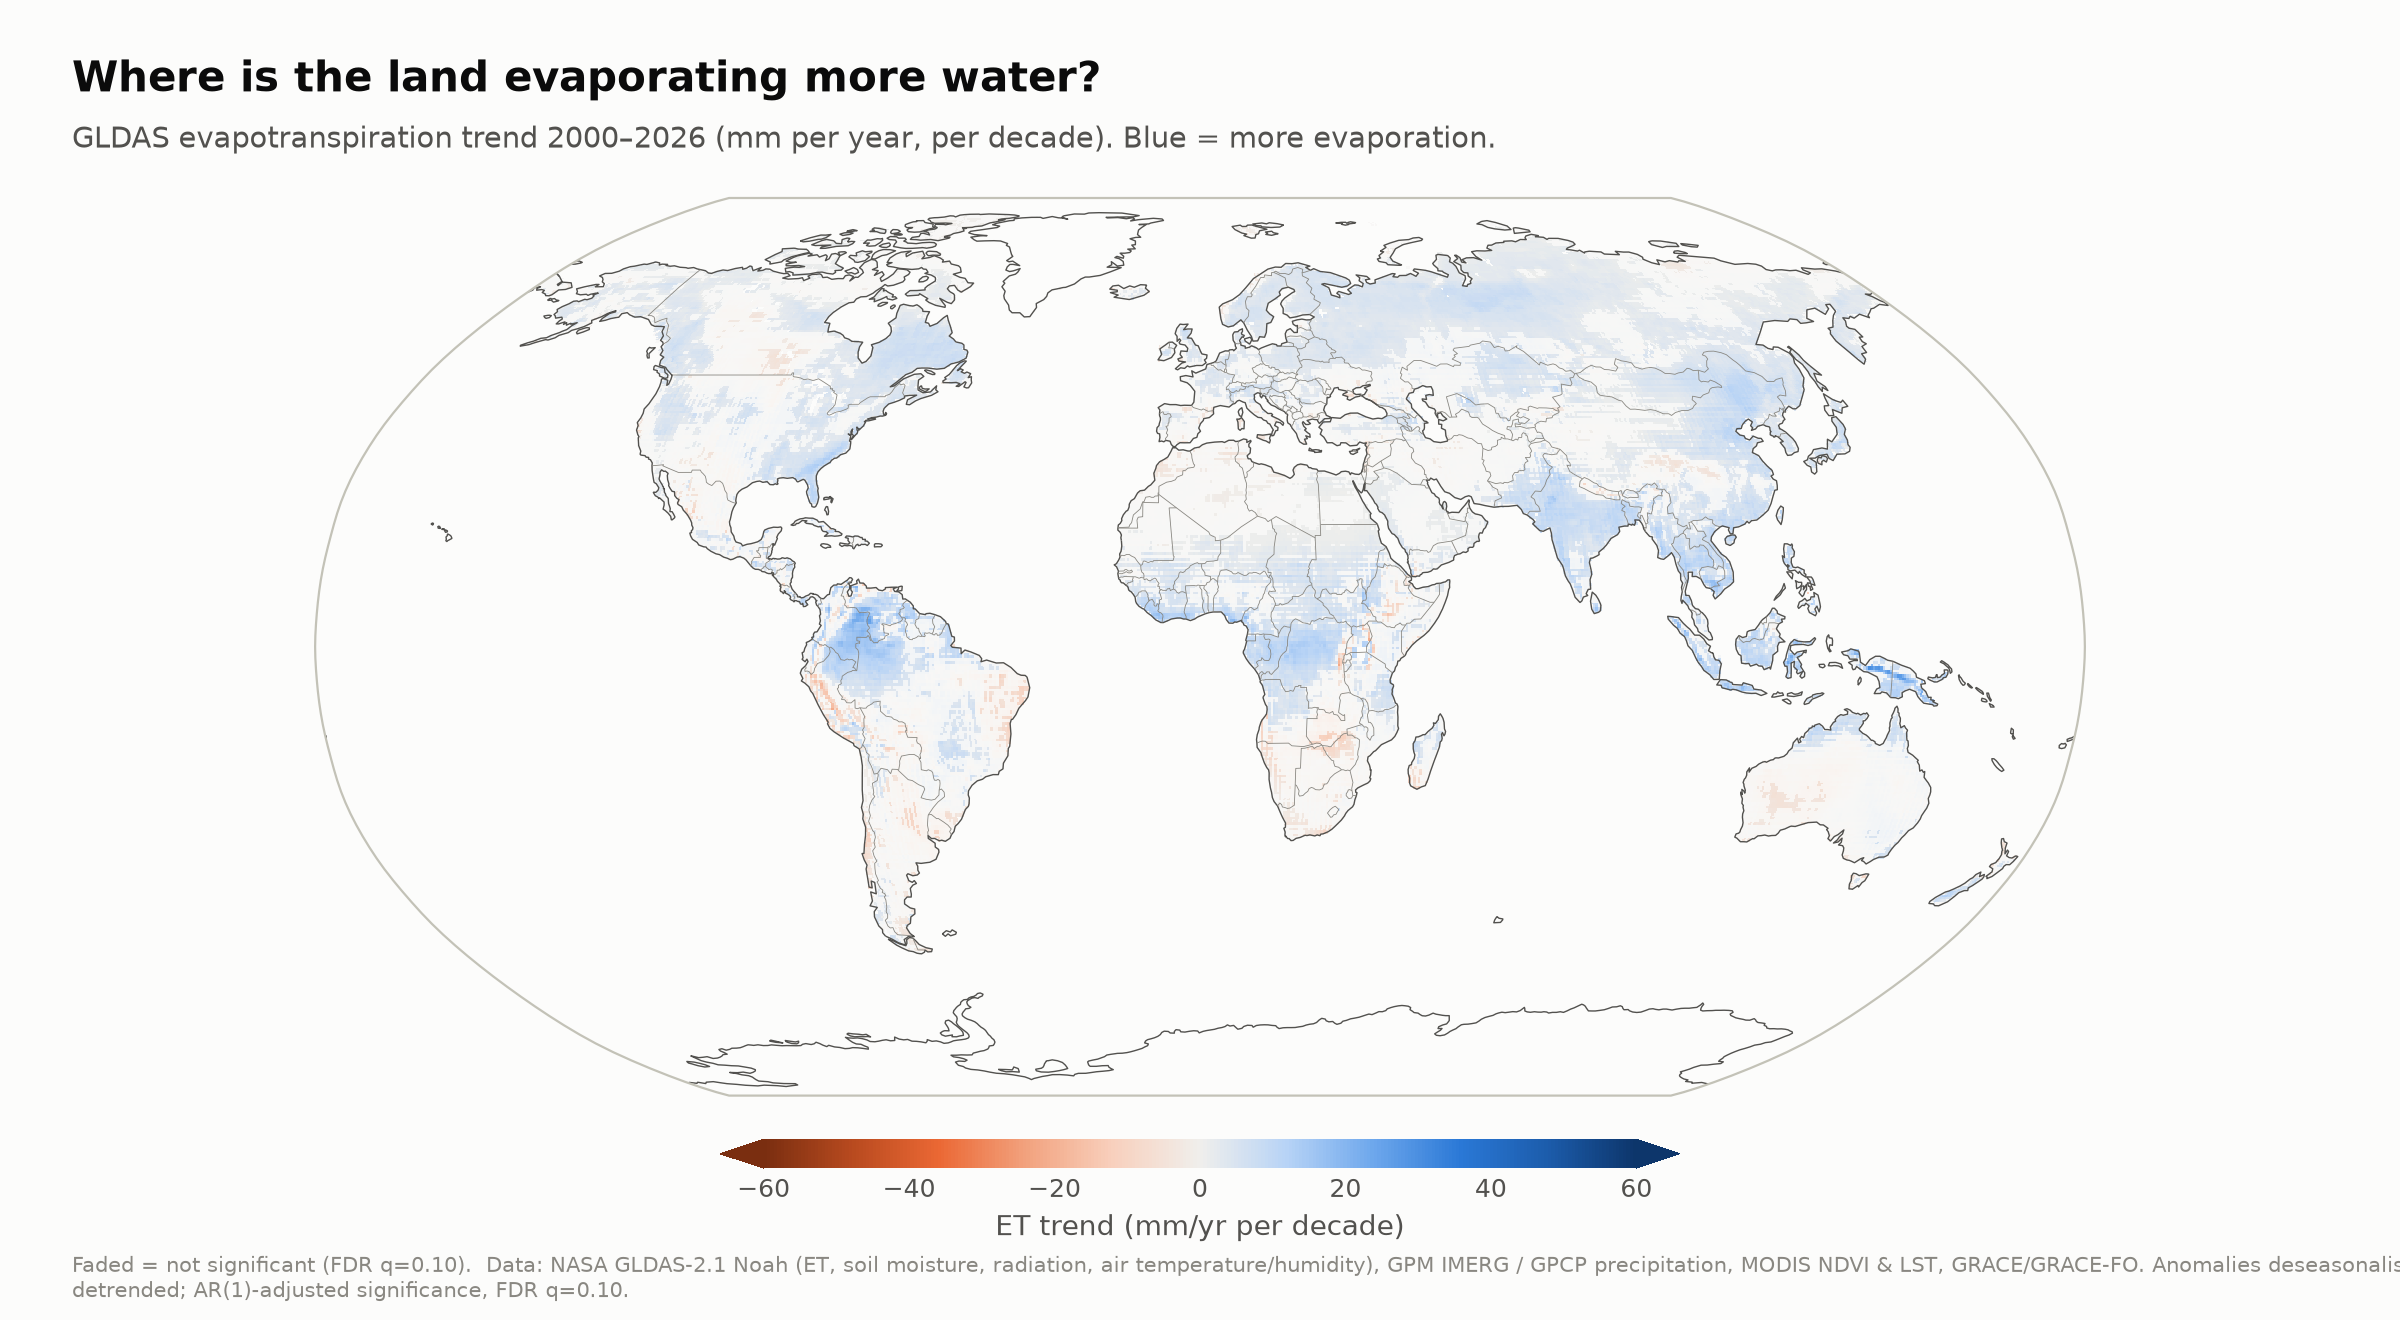 Where is the land evaporating more water?
GLDAS evapotranspiration trend 2000–2026 (mm per year, per decade). Blue = more evaporation.
−60 −40 −20 0 20 40 60
ET trend (mm/yr per decade)
Faded = not significant (FDR q=0.10).  Data: NASA GLDAS-2.1 Noah (ET, soil moisture, radiation, air temperature/humidity), GPM IMERG / GPCP precipitation, MODIS NDVI & LST, GRACE/GRACE-FO. Anomalies deseasonalis
detrended; AR(1)-adjusted significance, FDR q=0.10.